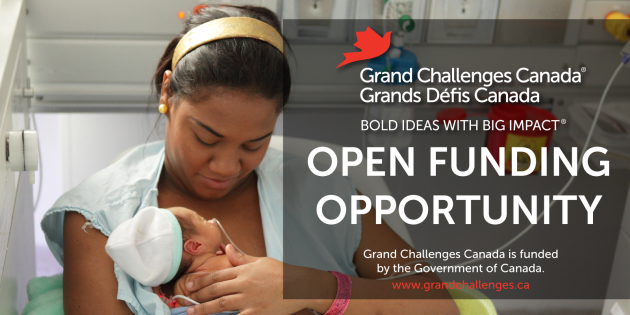 Grand Challenges Canada®
Grands Défis Canada
BOLD IDEAS WITH BIG IMPACT®
OPEN FUNDING
OPPORTUNITY
Grand Challenges Canada is funded
by the Government of Canada.
www.grandchallenges.ca